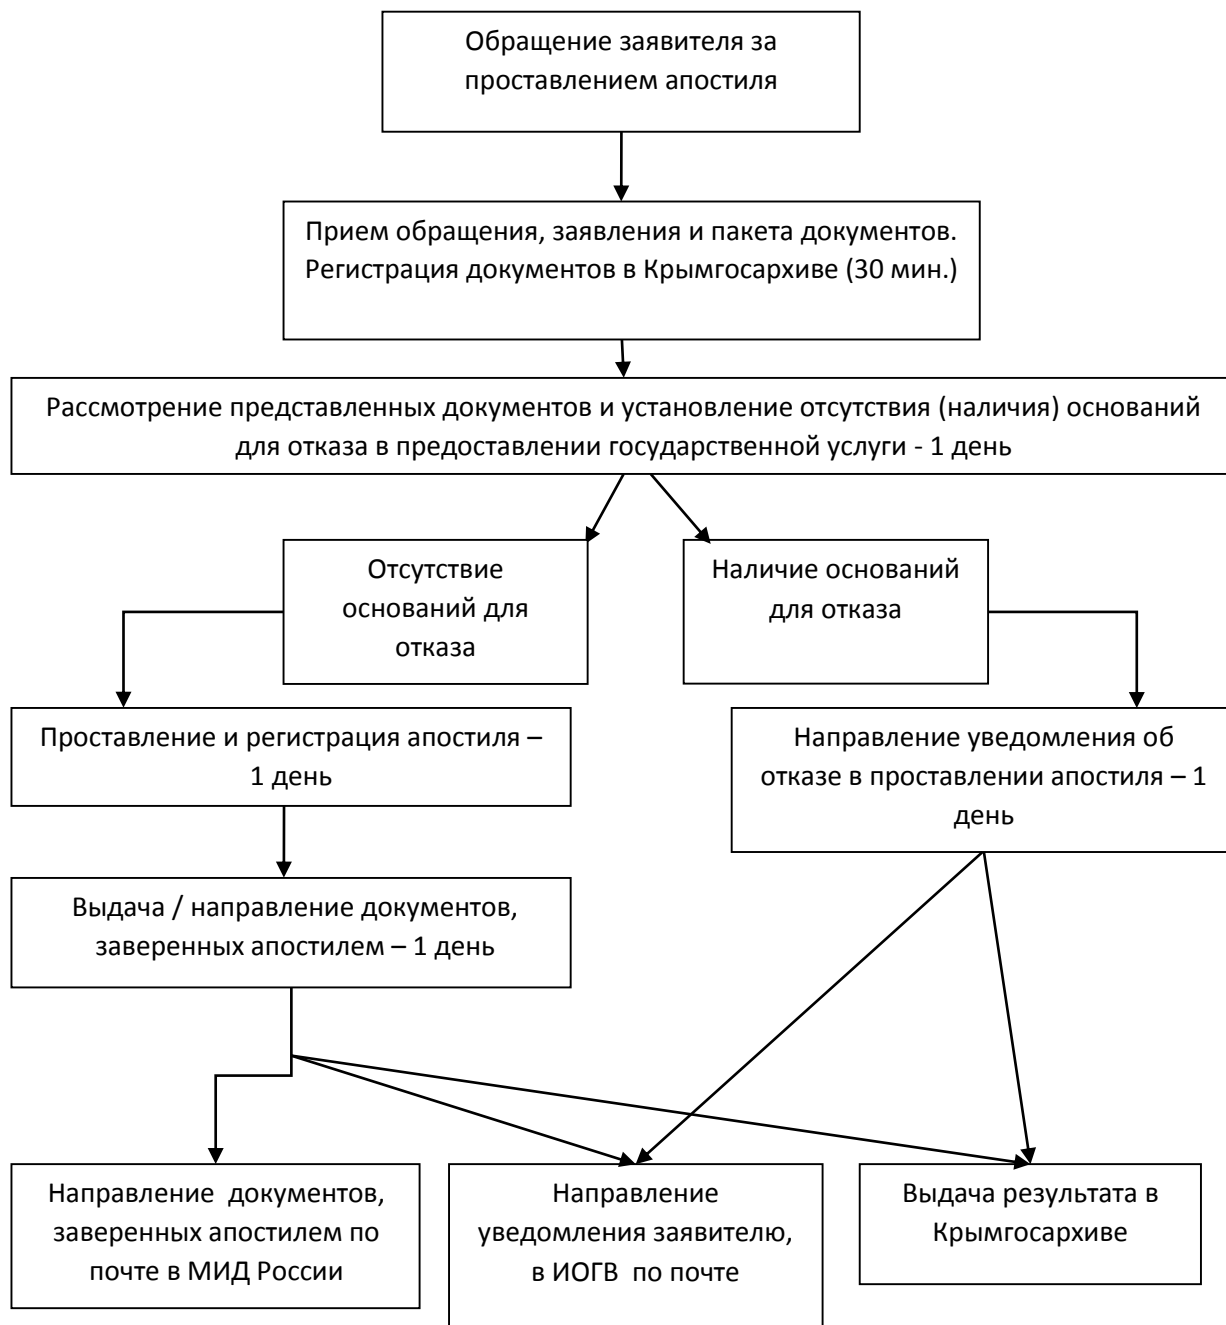 Обращение заявителя за
проставлением апостиля
Прием обращения, заявления и пакета документов.
Регистрация документов в Крымгосархиве (30 мин.)
Рассмотрение представленных документов и установление отсутствия (наличия) оснований
для отказа в предоставлении государственной услуги - 1 день
Отсутствие
оснований для
отказа
Наличие оснований
для отказа
Проставление и регистрация апостиля –
1 день
Направление уведомления об
отказе в проставлении апостиля – 1
день
Выдача / направление документов,
заверенных апостилем – 1 день
Направление  документов,
заверенных апостилем по
почте в МИД России
Направление
уведомления заявителю,
в ИОГВ  по почте
Выдача результата в
Крымгосархиве